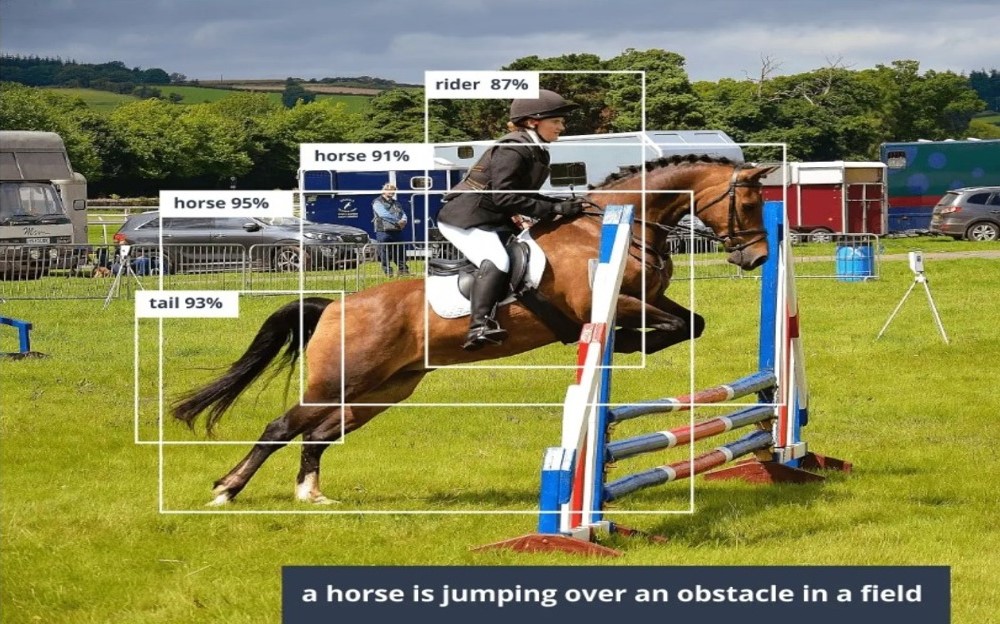 rider 87%
horse 91%
horse 95%
tail 93%
a horse is jumping over an obstacle in a field